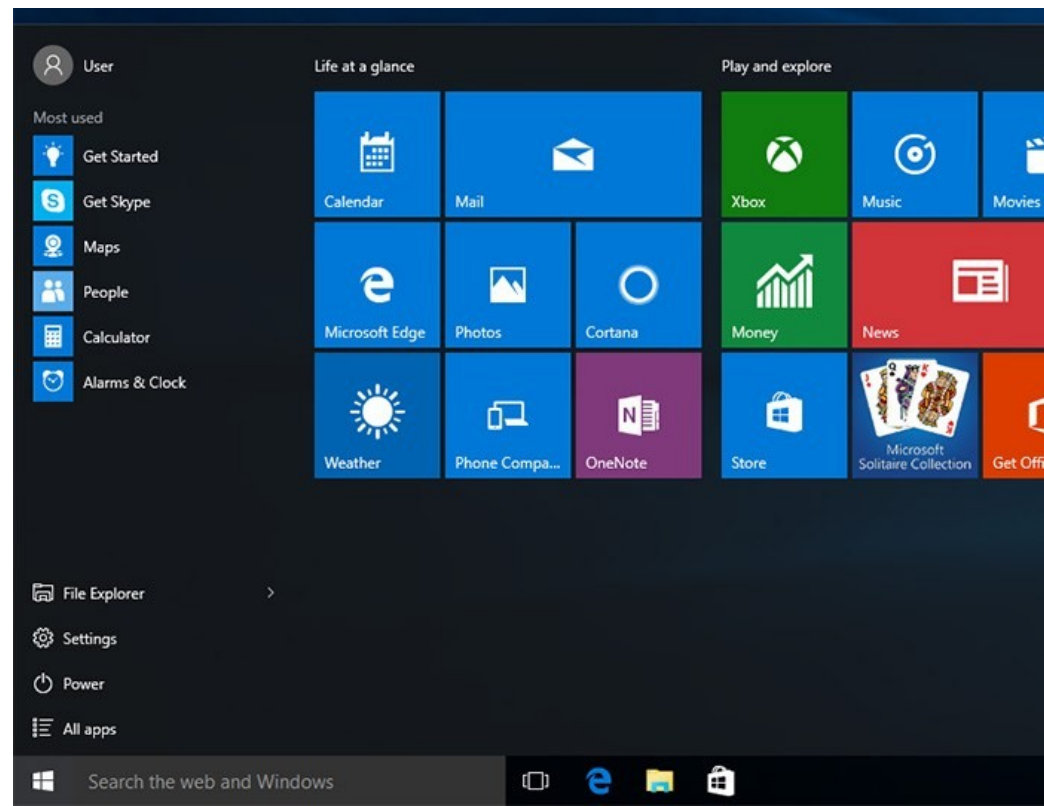 User
Most used
Get Started
Get Skype
Maps
People
Calculator
Alarms & Clock
File Explorer
Settings
Power
All apps
Life at a glance
Calendar
Mail
Microsoft Edge
Photos
Cortana
Weather
Phone Compa...
OneNote
Play and explore
Xbox
Music
Movies
Money
News
Store
Microsoft
Solitaire Collection
Get Offi
Search the web and Windows